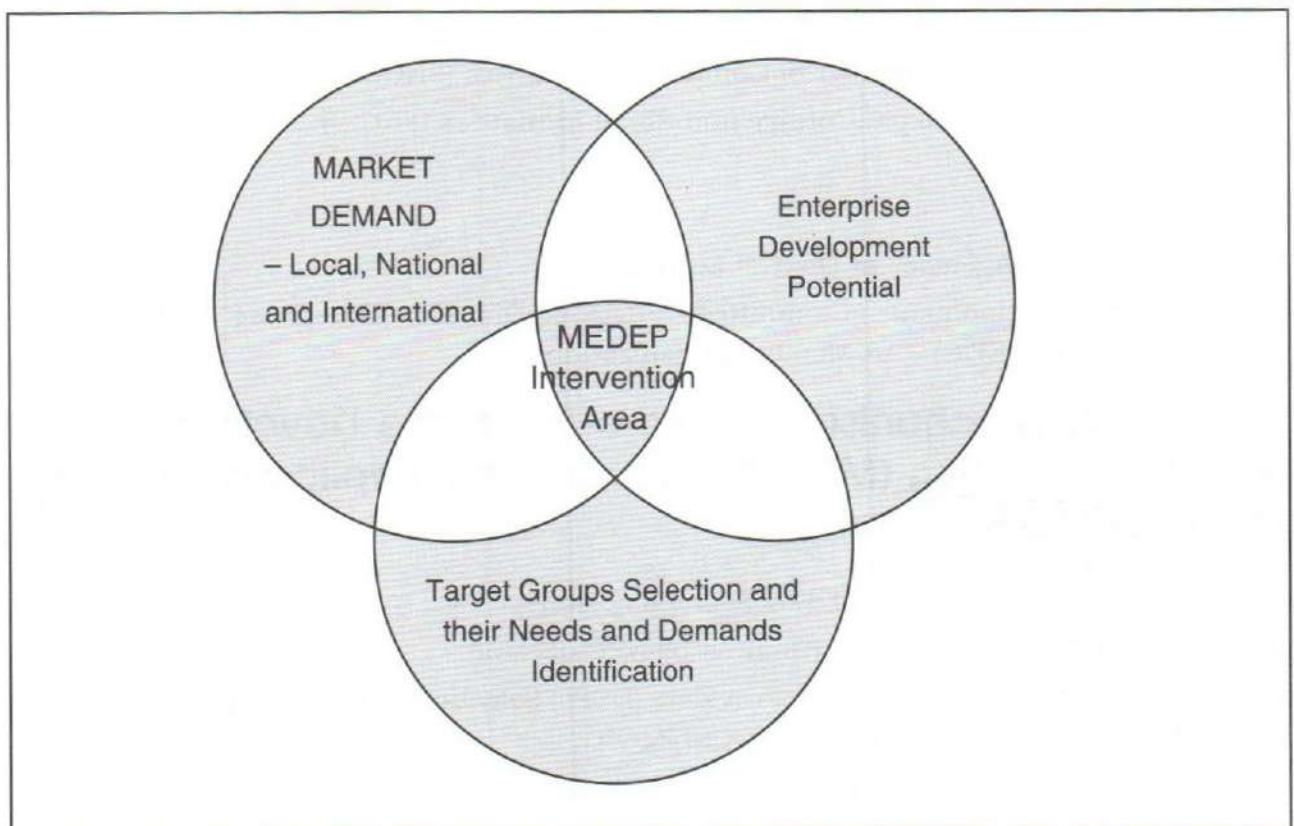 MARKET
DEMAND
– Local, National
and International
Enterprise
Development
Potential
MEDEP
Intervention
Area
Target Groups Selection and
their Needs and Demands
Identification